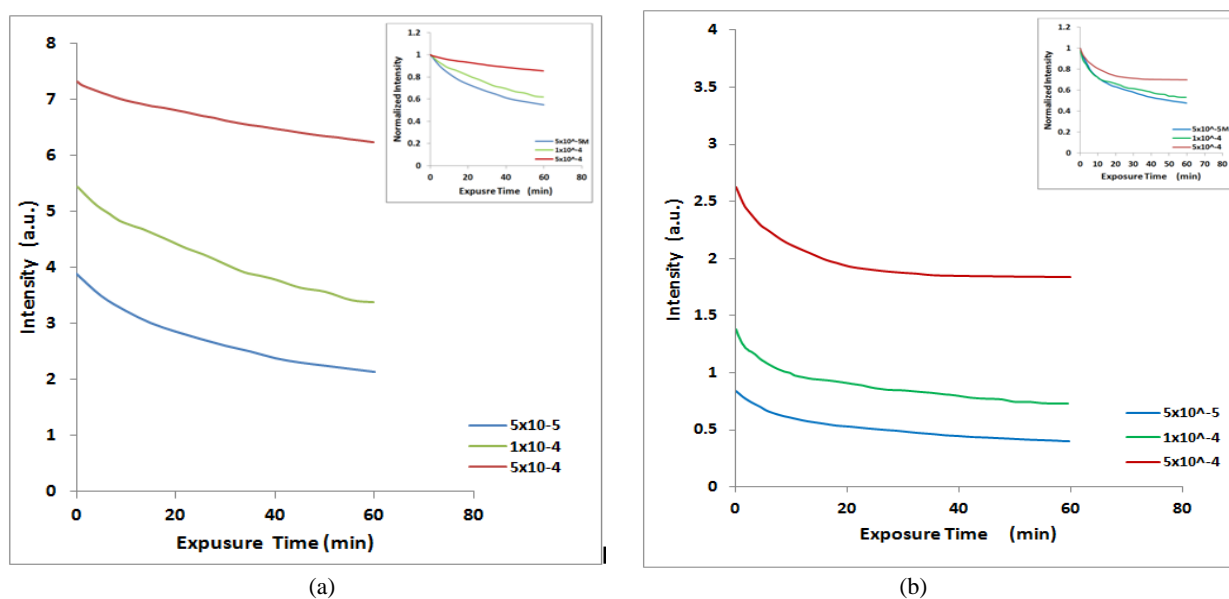 8
7
6
5
4
3
2
1
0
Intensity (a.u.)
0 20 40 60 80
Expusure Time (min)
5x10-5
1x10-4
5x10-4
1.2
1
0.8
0.6
0.4
0.2
0
Normalized Intensity
0 20 40 60 80
Expusre Time (min)
5x10^-5M
1x10^-4
5x10^-4
(a)
4
3.5
3
2.5
2
1.5
1
0.5
0
Intensity (a.u.)
0 20 40 60 80
Exposure Time (min)
5x10^-5
1x10^-4
5x10^-4
1.2
1
0.8
0.6
0.4
0.2
0
Normalized Intensity
0 10 20 30 40 50 60 70 80
Exposure Time (min)
5x10^-5M
1x10^-4
5x10^-4
(b)